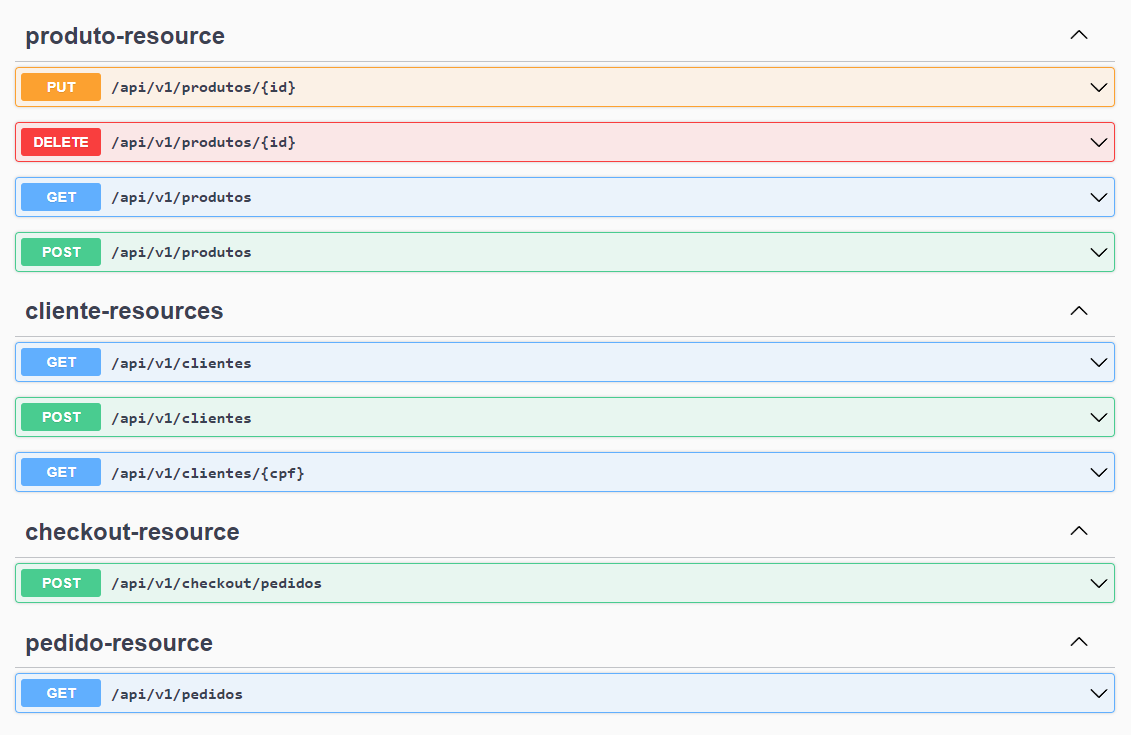 produto-resource
PUT /api/v1/produtos/{id}
DELETE /api/v1/produtos/{id}
GET /api/v1/produtos
POST /api/v1/produtos
cliente-resources
GET /api/v1/clientes
POST /api/v1/clientes
GET /api/v1/clientes/{cpf}
checkout-resource
POST /api/v1/checkout/pedidos
pedido-resource
GET /api/v1/pedidos